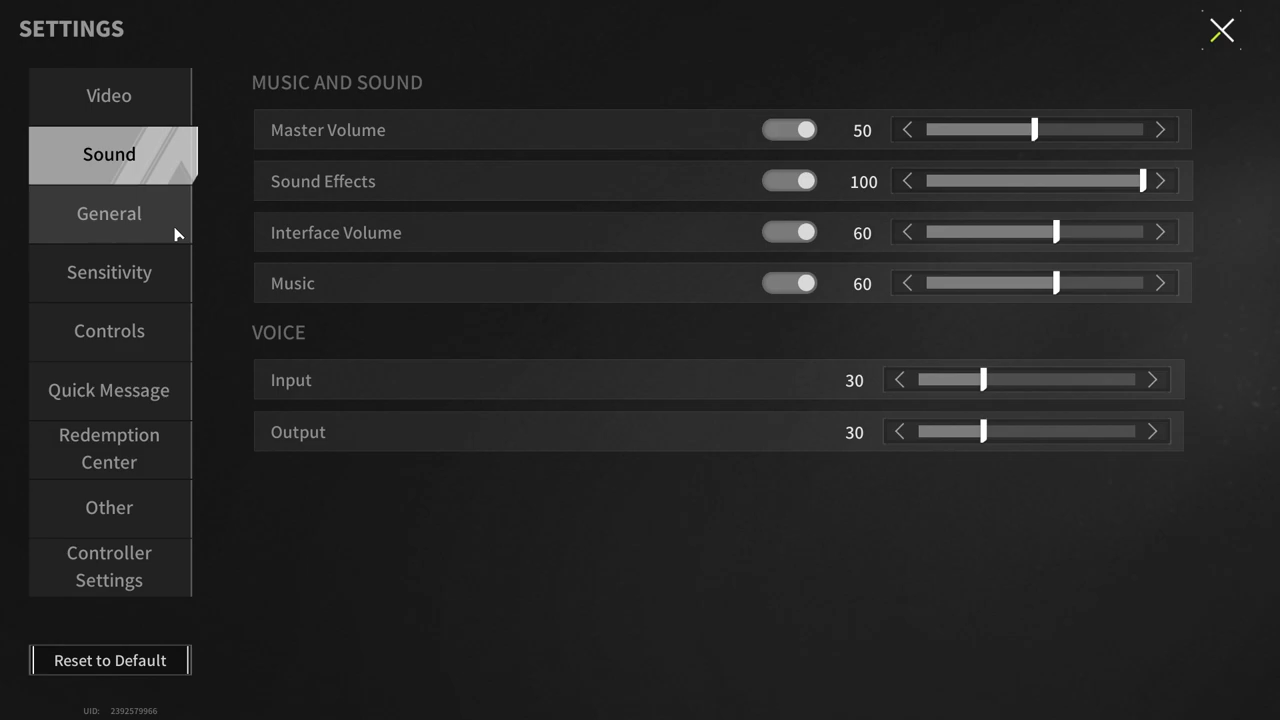 SETTINGS
Video
Sound
General
Sensitivity
Controls
Quick Message
Redemption
Center
Other
Controller
Settings
Reset to Default
UID: 2392579966
MUSIC AND SOUND
Master Volume 50
Sound Effects 100
Interface Volume 60
Music 60
VOICE
Input 30
Output 30